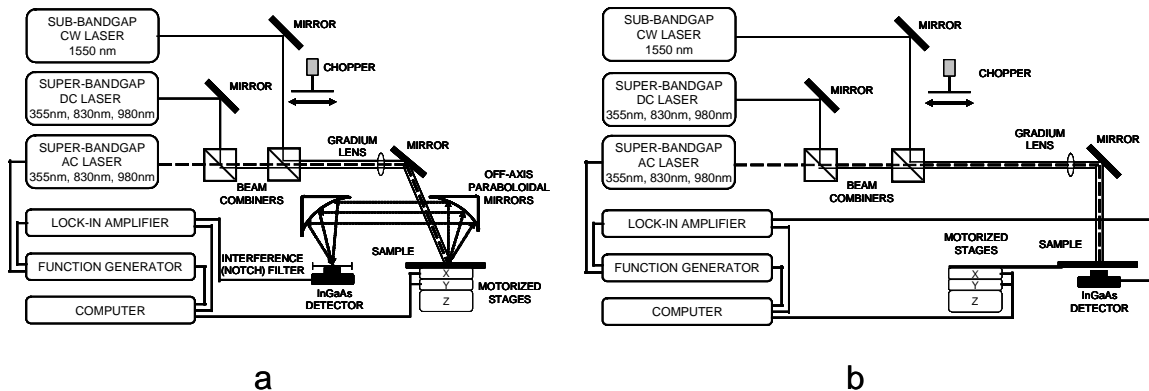 SUB-BANDGAP
CW LASER
1550 nm
MIRROR
SUPER-BANDGAP
DC LASER
355nm, 830nm, 980nm
MIRROR
CHOPPER
SUPER-BANDGAP
AC LASER
355nm, 830nm, 980nm
BEAM
COMBINERS
GRADIUM
LENS
MIRROR
OFF-AXIS
PARABOLOIDAL
MIRRORS
LOCK-IN AMPLIFIER
FUNCTION GENERATOR
COMPUTER
INTERFERENCE
(NOTCH) FILTER
SAMPLE
InGaAs
DETECTOR
X
Y
Z
MOTORIZED
STAGES
a
SUB-BANDGAP
CW LASER
1550 nm
MIRROR
SUPER-BANDGAP
DC LASER
355nm, 830nm, 980nm
MIRROR
CHOPPER
SUPER-BANDGAP
AC LASER
355nm, 830nm, 980nm
BEAM
COMBINERS
GRADIUM
LENS
MIRROR
LOCK-IN AMPLIFIER
FUNCTION GENERATOR
COMPUTER
MOTORIZED
STAGES
X
Y
Z
SAMPLE
InGaAs
DETECTOR
b